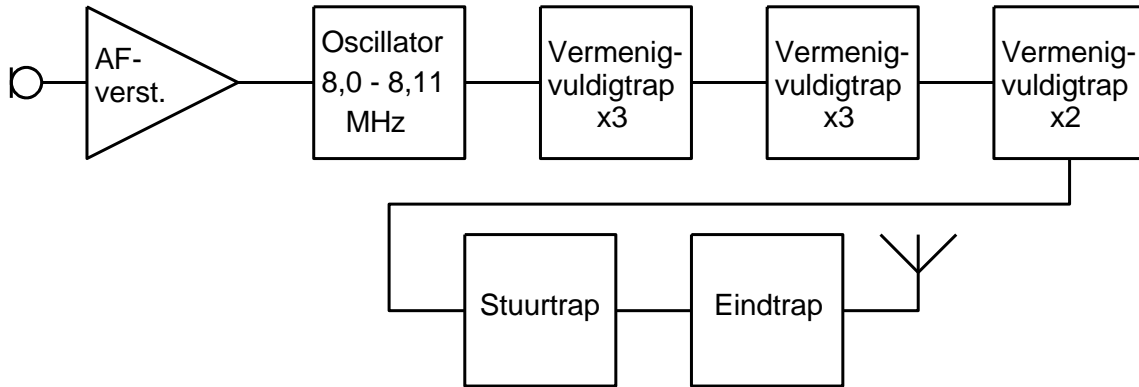 AF-
verst.
Oscillator
8,0 - 8,11
MHz
Vermenig-
vuldigtrap
x3
Vermenig-
vuldigtrap
x3
Vermenig-
vuldigtrap
x2
Stuurtrap
Eindtrap